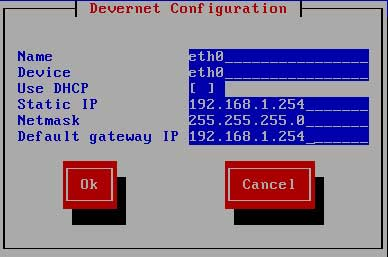 Devernet Configuration
Name eth0
Device eth0
Use DHCP [ ]
Static IP 192.168.1.254
Netmask 255.255.255.0
Default gateway IP 192.168.1.254
Ok Cancel